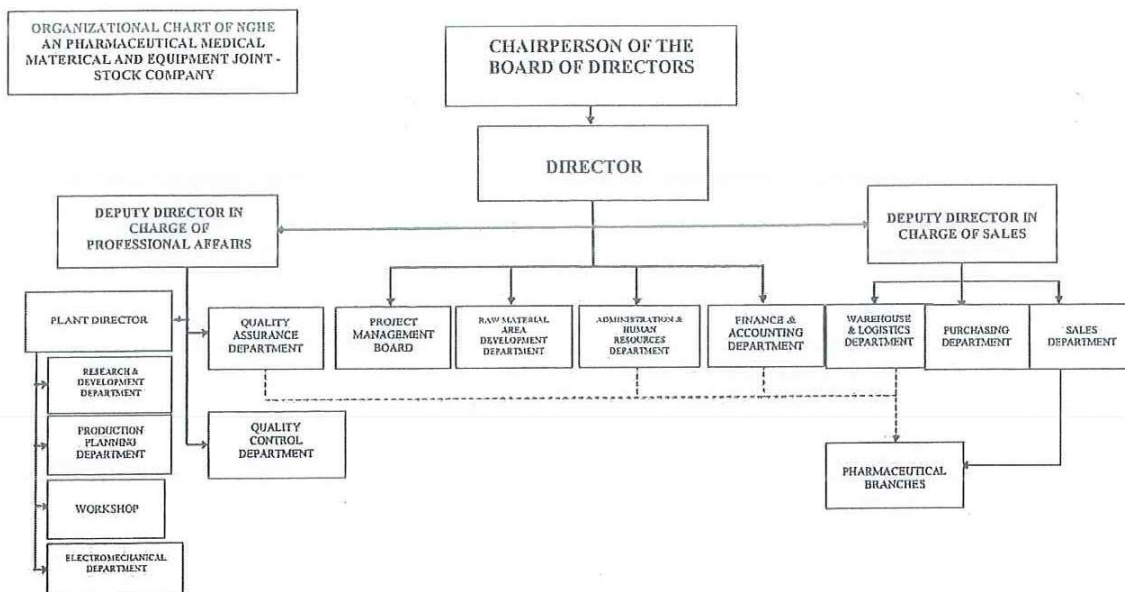 ORGANIZATIONAL CHART OF NGHE
AN PHARMACEUTICAL MEDICAL
MATERICAL AND EQUIPMENT JOINT -
STOCK COMPANY
CHAIRPERSON OF THE
BOARD OF DIRECTORS
DIRECTOR
DEPUTY DIRECTOR IN
CHARGE OF
PROFESSIONAL AFFAIRS
DEPUTY DIRECTOR IN
CHARGE OF SALES
PLANT DIRECTOR
QUALITY
ASSURANCE
DEPARTMENT
PROJECT
MANAGEMENT
BOARD
RAW MATERIAL
AREA
DEVELOPMENT
DEPARTMENT
ADMINISTRATION &
HUMAN
RESOURCES
DEPARTMENT
FINANCE &
ACCOUNTING
DEPARTMENT
WAREHOUSE
& LOGISTICS
DEPARTMENT
PURCHASING
DEPARTMENT
SALES
DEPARTMENT
RESEARCH &
DEVELOPMENT
DEPARTMENT
PRODUCTION
PLANNING
DEPARTMENT
QUALITY
CONTROL
DEPARTMENT
PHARMACEUTICAL
BRANCHES
WORKSHOP
ELECTROMECHANICAL
DEPARTMENT